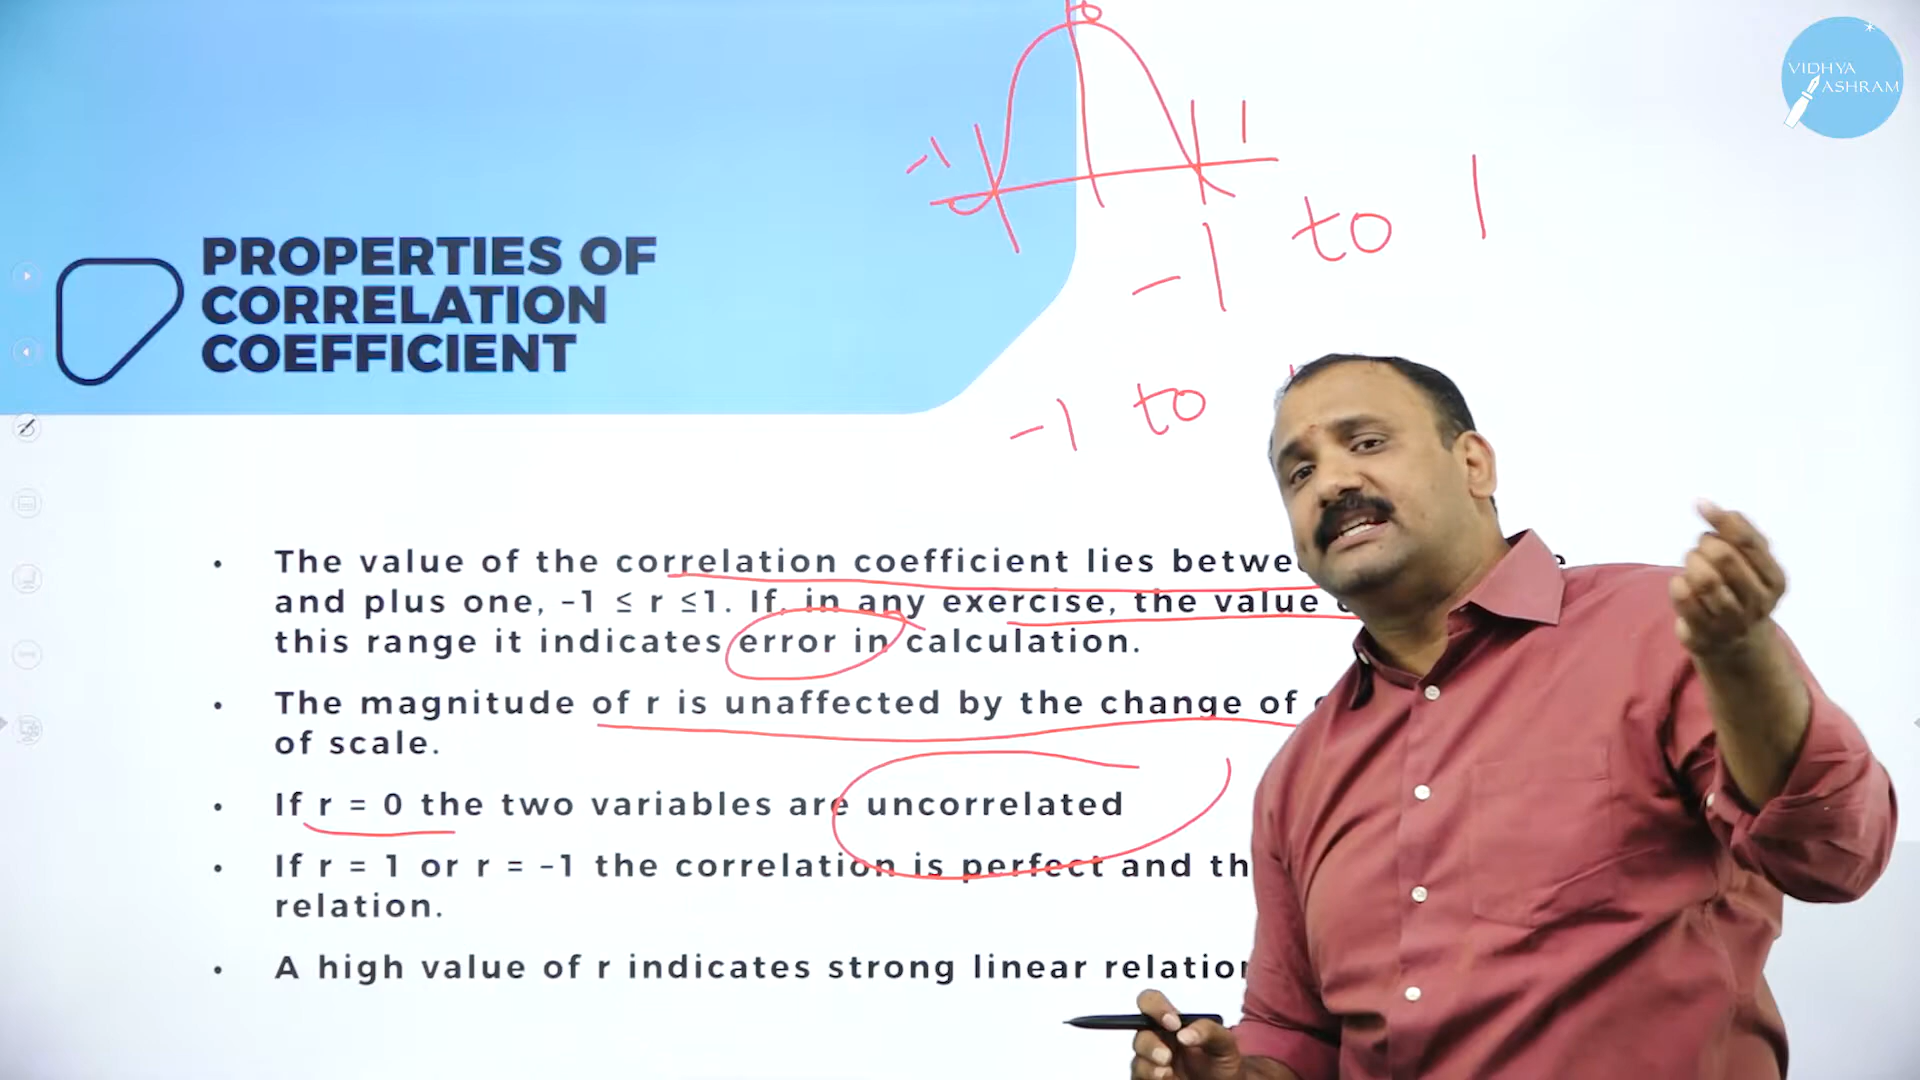 VIDHYA
ASHRAM
0
-1
1
-1 to 1
-1 to
PROPERTIES OF
CORRELATION
COEFFICIENT
• The value of the correlation coefficient lies
and plus one, -1 ≤ r ≤1. If, in any exercise, the value
this range it indicates error in calculation.
• The magnitude of r is unaffected by the change of
of scale.
• If r = 0 the two variables are uncorrelated
• If r = 1 or r = -1 the correlation is perfect and
relation.
• A high value of r indicates strong linear